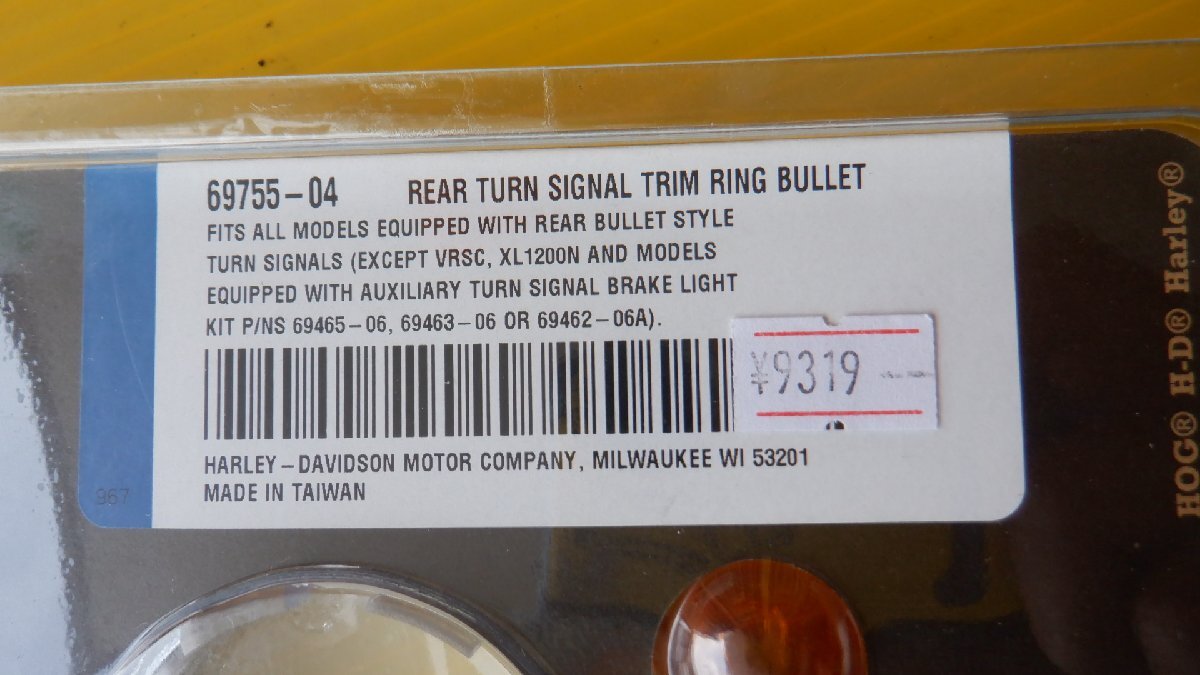 69755-04 REAR TURN SIGNAL TRIM RING BULLET
FITS ALL MODELS EQUIPPED WITH REAR BULLET STYLE
TURN SIGNALS (EXCEPT VRSC, XL1200N AND MODELS
EQUIPPED WITH AUXILIARY TURN SIGNAL BRAKE LIGHT
KIT P/NS 69465-06, 69463-06 OR 69462-06A).
¥9319
HARLEY-DAVIDSON MOTOR COMPANY, MILWAUKEE WI 53201
MADE IN TAIWAN
967
HOG® H-D® Harley®